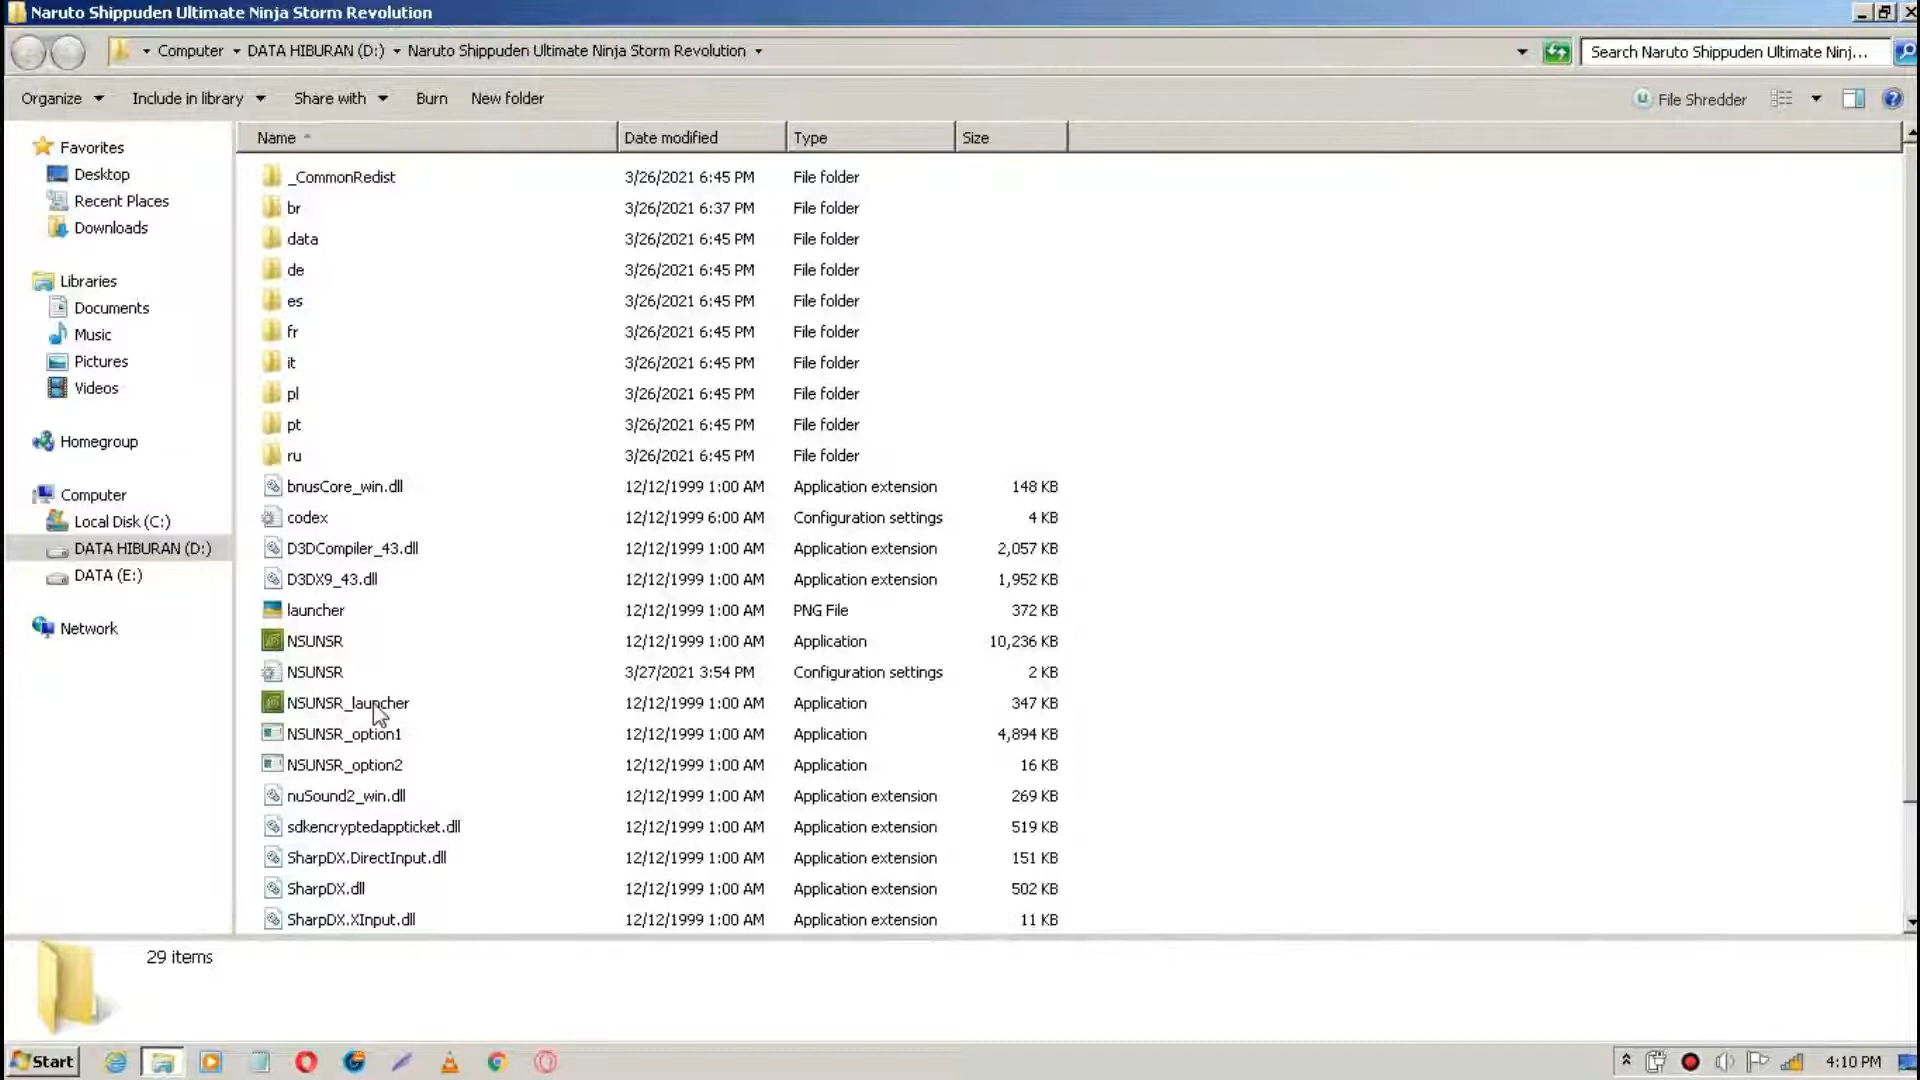 Naruto Shippuden Ultimate Ninja Storm Revolution
Computer DATA HIBURAN (D:) Naruto Shippuden Ultimate Ninja Storm Revolution
Search Naruto Shippuden Ultimate Ninj...
Organize Include in library Share with Burn New folder File Shredder
Favorites
Desktop
Recent Places
Downloads
Libraries
Documents
Music
Pictures
Videos
Homegroup
Computer
Local Disk (C:)
DATA HIBURAN (D:)
DATA (E:)
Network
Name Date modified Type Size
_CommonRedist 3/26/2021 6:45 PM File folder
br 3/26/2021 6:37 PM File folder
data 3/26/2021 6:45 PM File folder
de 3/26/2021 6:45 PM File folder
es 3/26/2021 6:45 PM File folder
fr 3/26/2021 6:45 PM File folder
it 3/26/2021 6:45 PM File folder
pl 3/26/2021 6:45 PM File folder
pt 3/26/2021 6:45 PM File folder
ru 3/26/2021 6:45 PM File folder
bnusCore_win.dll 12/12/1999 1:00 AM Application extension 148 KB
codex 12/12/1999 6:00 AM Configuration settings 4 KB
D3DCompiler_43.dll 12/12/1999 1:00 AM Application extension 2,057 KB
D3DX9_43.dll 12/12/1999 1:00 AM Application extension 1,952 KB
launcher 12/12/1999 1:00 AM PNG File 372 KB
NSUNSR 12/12/1999 1:00 AM Application 10,236 KB
NSUNSR 3/27/2021 3:54 PM Configuration settings 2 KB
NSUNSR_launcher 12/12/1999 1:00 AM Application 347 KB
NSUNSR_option1 12/12/1999 1:00 AM Application 4,894 KB
NSUNSR_option2 12/12/1999 1:00 AM Application 16 KB
nuSound2_win.dll 12/12/1999 1:00 AM Application extension 269 KB
sdkencryptedappticket.dll 12/12/1999 1:00 AM Application extension 519 KB
SharpDX.DirectInput.dll 12/12/1999 1:00 AM Application extension 151 KB
SharpDX.dll 12/12/1999 1:00 AM Application extension 502 KB
SharpDX.XInput.dll 12/12/1999 1:00 AM Application extension 11 KB
29 items
Start 4:10 PM